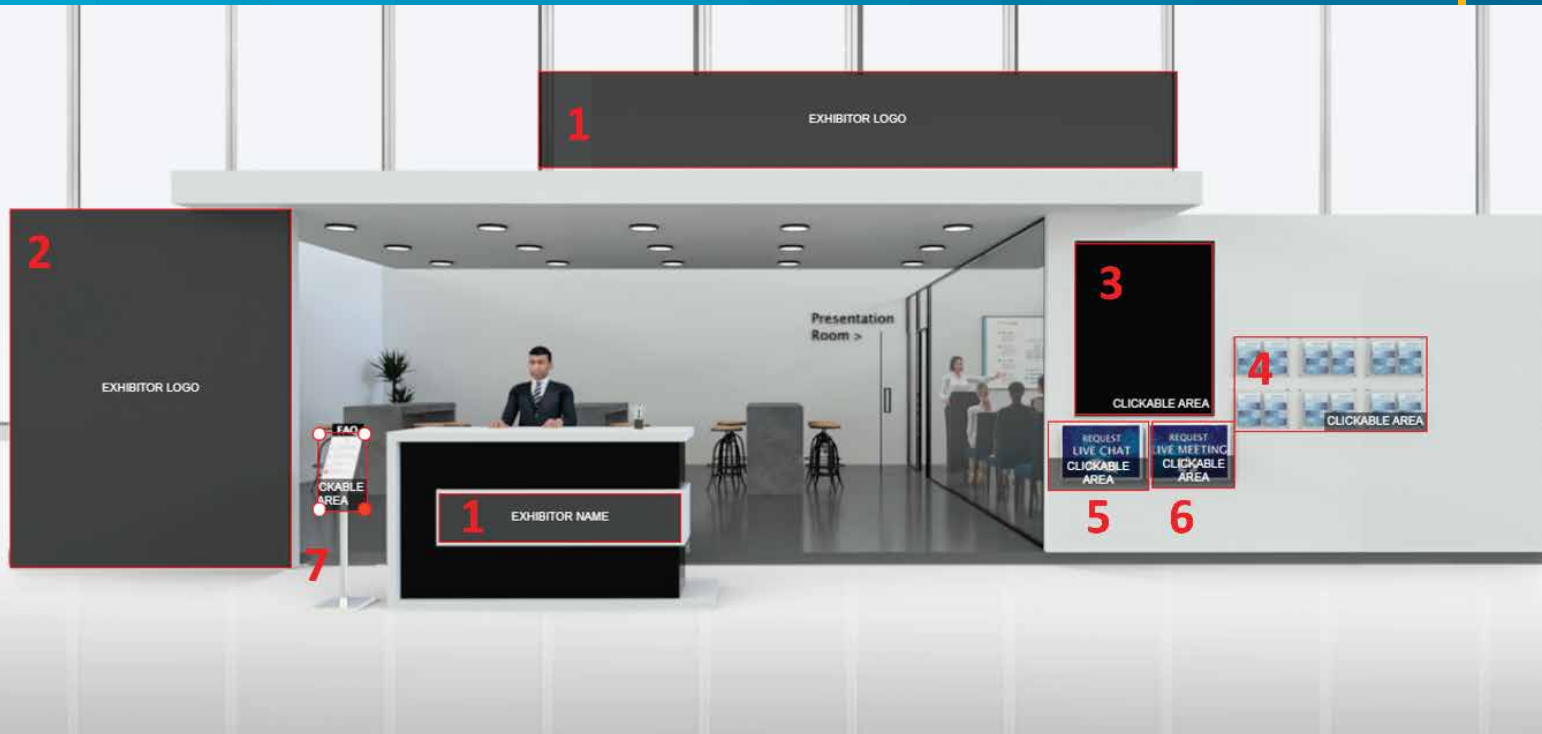 1
EXHIBITOR LOGO
2
EXHIBITOR LOGO
3
CLICKABLE AREA
Presentation
Room >
4
CLICKABLE AREA
FAQ
CKABLE
AREA
7
1
EXHIBITOR NAME
REQUEST
LIVE CHAT
CLICKABLE
AREA
5
REQUEST
LIVE MEETING
CLICKABLE
AREA
6